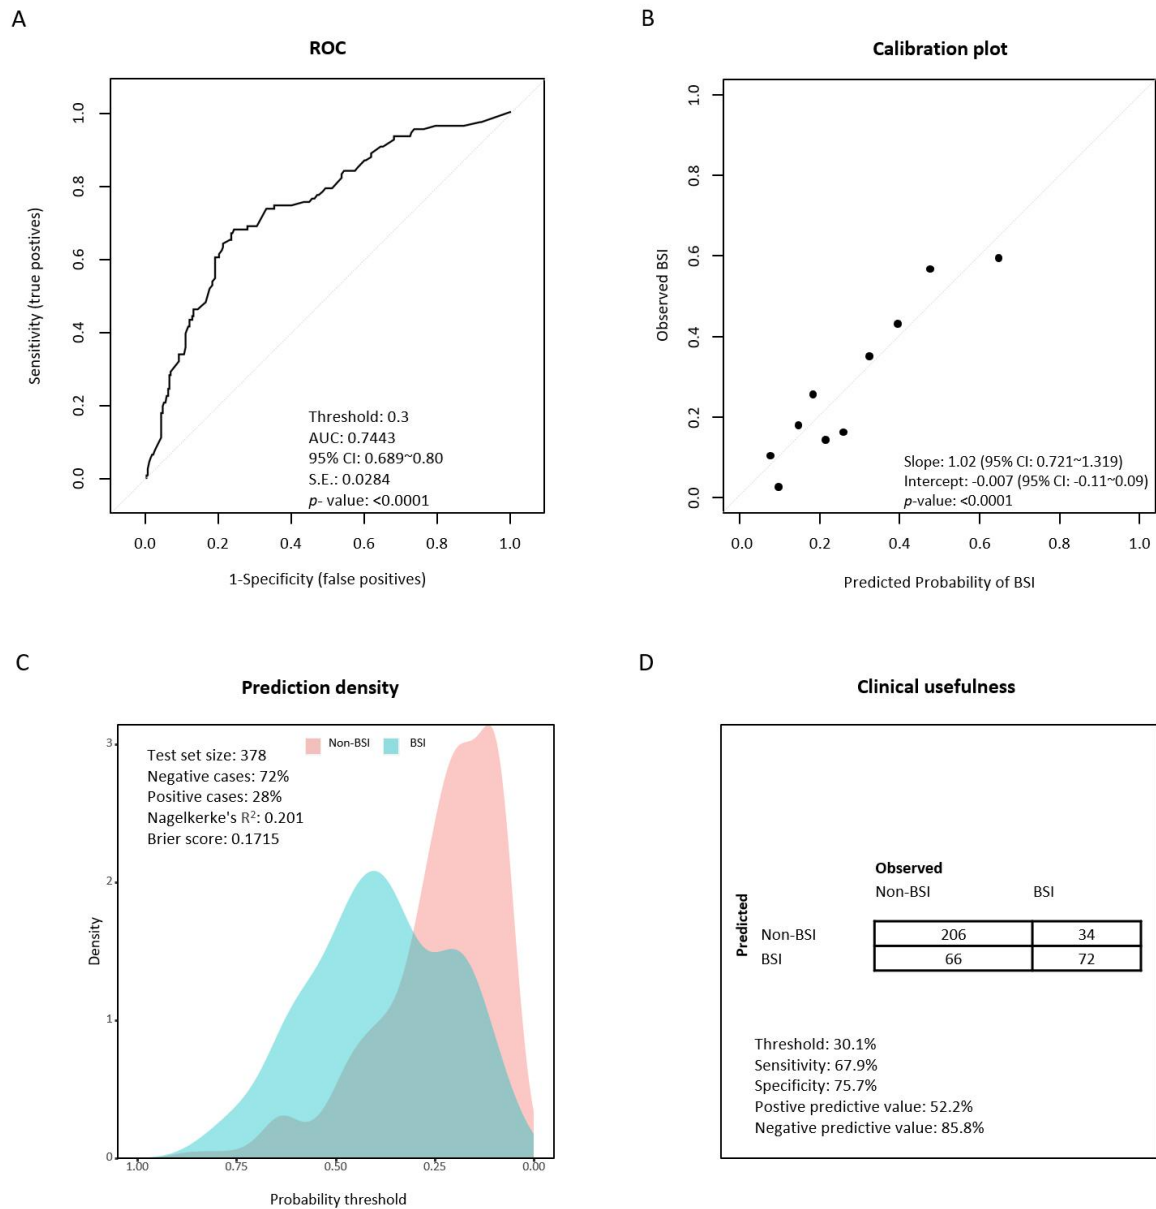 A
ROC
Sensitivity (true postives)
1.0
0.8
0.6
0.4
0.2
0.0
Threshold: 0.3
AUC: 0.7443
95% CI: 0.689~0.80
S.E.: 0.0284
p- value: <0.0001
0.0 0.2 0.4 0.6 0.8 1.0
1-Specificity (false positives)
B
Calibration plot
Observed BSI
1.0
0.8
0.6
0.4
0.2
0.0
Slope: 1.02 (95% CI: 0.721~1.319)
Intercept: -0.007 (95% CI: -0.11~0.09)
p-value: <0.0001
0.0 0.2 0.4 0.6 0.8 1.0
Predicted Probability of BSI
C
Prediction density
Non-BSI BSI
Test set size: 378
Negative cases: 72%
Positive cases: 28%
Nagelkerke's R²: 0.201
Brier score: 0.1715
Density
3
2
1
0
1.00 0.75 0.50 0.25 0.00
Probability threshold
D
Clinical usefulness
Observed
Non-BSI BSI
Predicted
Non-BSI 206 34
BSI 66 72
Threshold: 30.1%
Sensitivity: 67.9%
Specificity: 75.7%
Postive predictive value: 52.2%
Negative predictive value: 85.8%